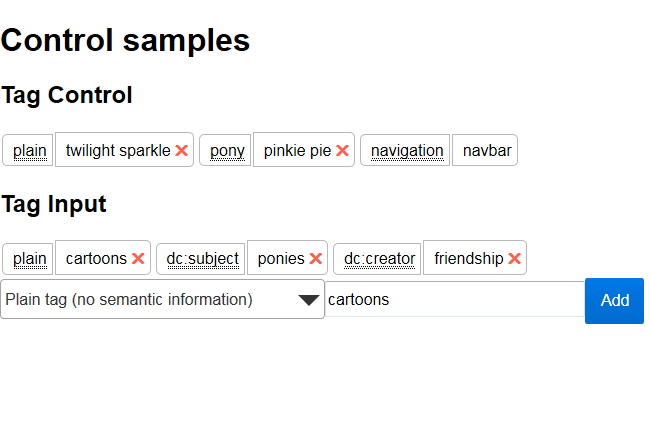 Control samples
Tag Control
plain twilight sparkle pony pinkie pie navigation navbar
Tag Input
plain cartoons dc:subject ponies dc:creator friendship
Plain tag (no semantic information) cartoons Add